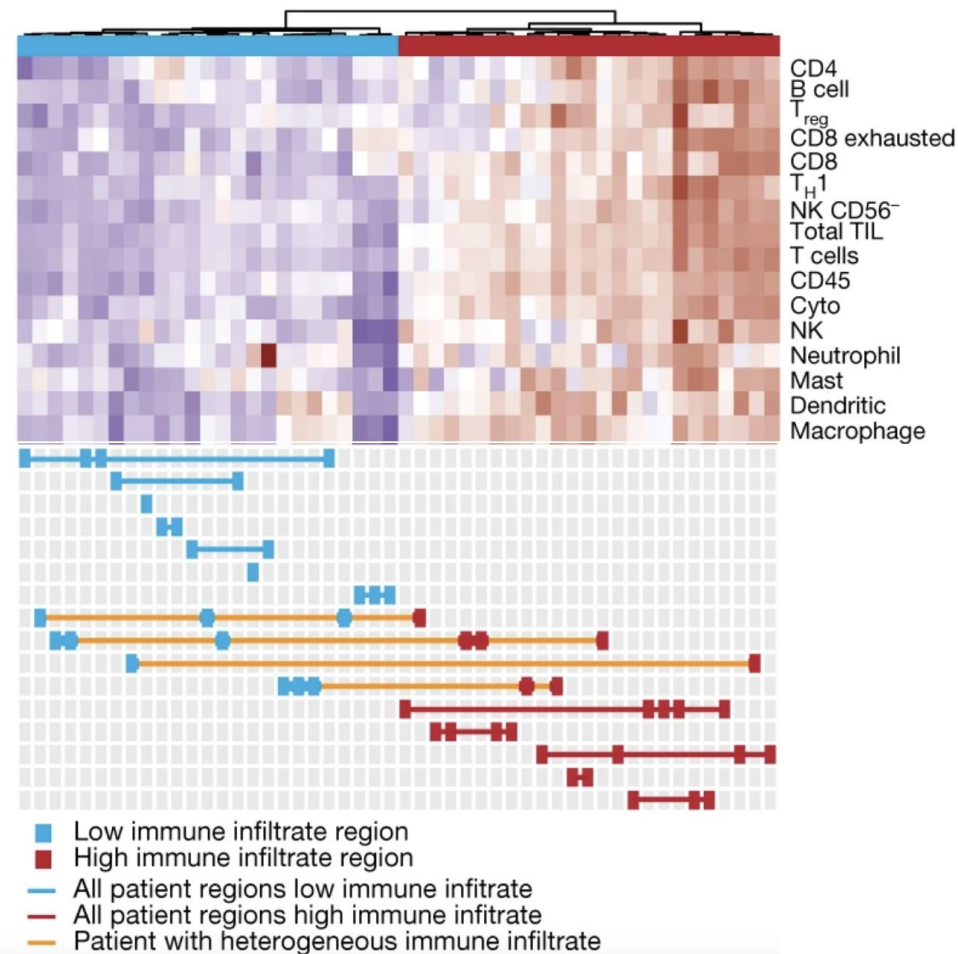 CD4
B cell
Treg
CD8 exhausted
CD8
TH1
NK CD56–
Total TIL
T cells
CD45
Cyto
NK
Neutrophil
Mast
Dendritic
Macrophage
Low immune infiltrate region
High immune infiltrate region
All patient regions low immune infitrate
All patient regions high immune infitrate
Patient with heterogeneous immune infiltrate